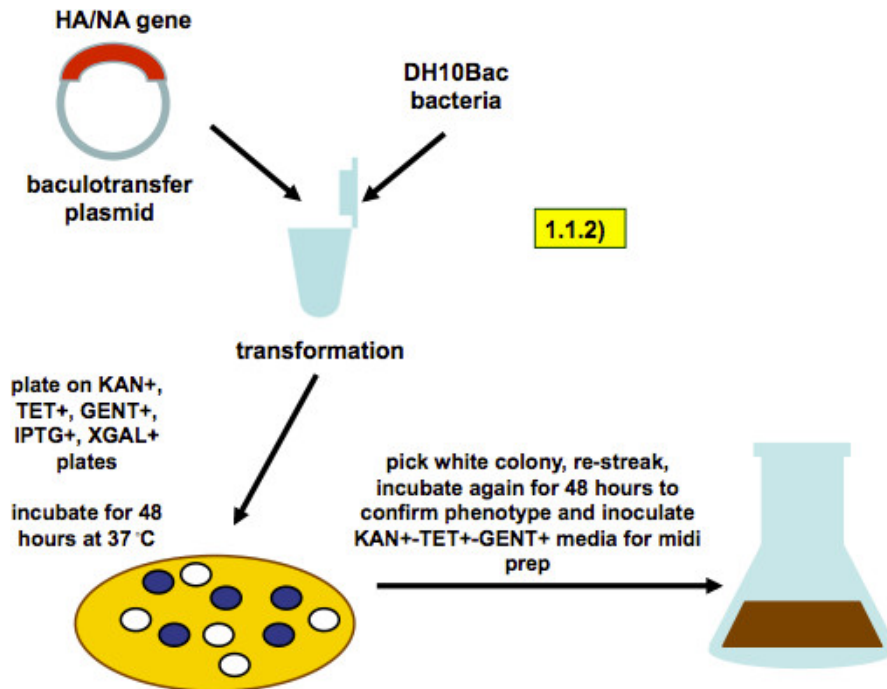 HA/NA gene
baculotransfer
plasmid
DH10Bac
bacteria
1.1.2)
transformation
plate on KAN+,
TET+, GENT+,
IPTG+, XGAL+
plates
incubate for 48
hours at 37 °C
pick white colony, re-streak,
incubate again for 48 hours to
confirm phenotype and inoculate
KAN+-TET+-GENT+ media for midi
prep